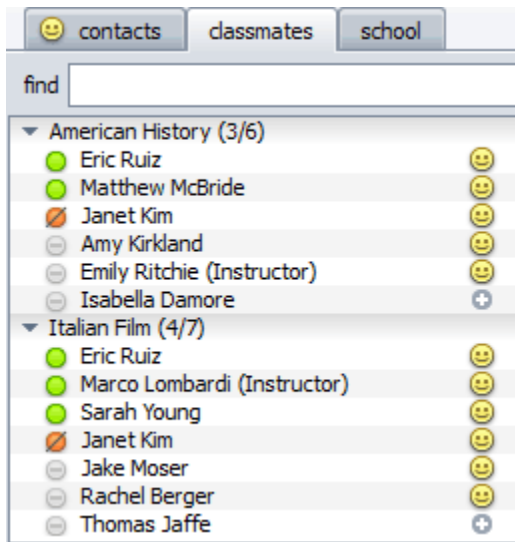 contacts classmates school
find
American History (3/6)
Eric Ruiz
Matthew McBride
Janet Kim
Amy Kirkland
Emily Ritchie (Instructor)
Isabella Damore
Italian Film (4/7)
Eric Ruiz
Marco Lombardi (Instructor)
Sarah Young
Janet Kim
Jake Moser
Rachel Berger
Thomas Jaffe